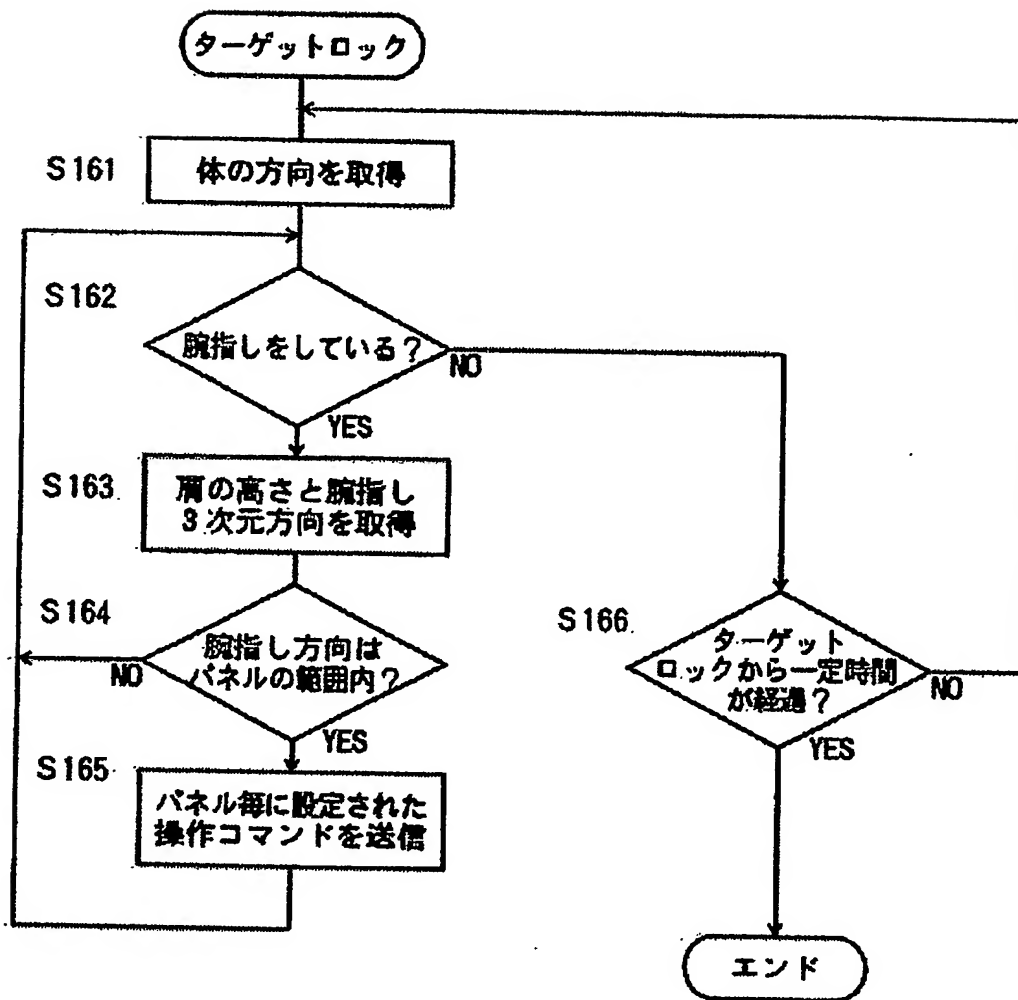 ターゲットロック
S161
体の方向を取得
S162
腕指しをしている?
NO
YES
S163
肩の高さと腕指し
3次元方向を取得
S164
腕指し方向は
パネルの範囲内?
NO
YES
S165
パネル毎に設定された
操作コマンドを送信
S166
ターゲット
ロックから一定時間
が経過?
NO
YES
エンド